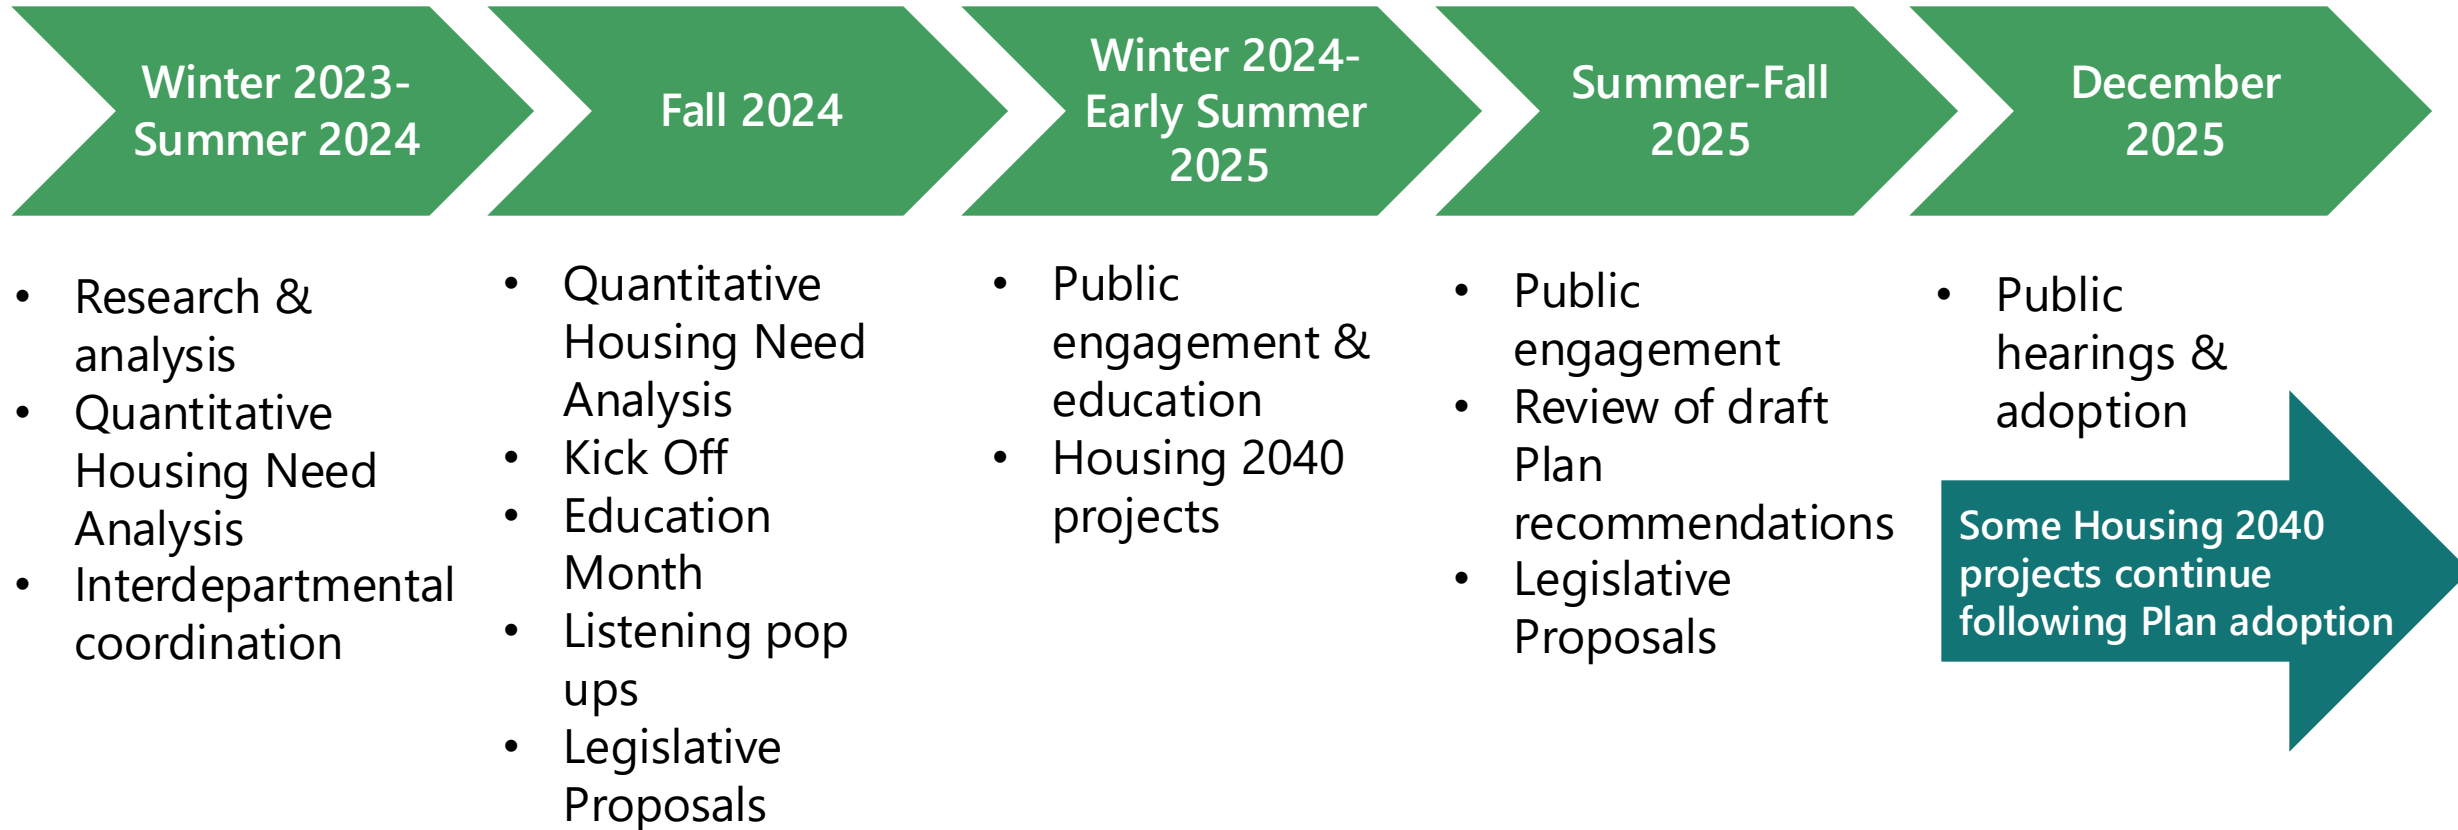 Winter 2023-
Summer 2024
Fall 2024
Winter 2024-
Early Summer
2025
Summer-Fall
2025
December
2025
• Research &
analysis
• Quantitative
Housing Need
Analysis
• Interdepartmental
coordination
• Quantitative
Housing Need
Analysis
• Kick Off
• Education
Month
• Listening pop
ups
• Legislative
Proposals
• Public
engagement &
education
• Housing 2040
projects
• Public
engagement
• Review of draft
Plan
recommendations
• Legislative
Proposals
• Public
hearings &
adoption
Some Housing 2040
projects continue
following Plan adoption